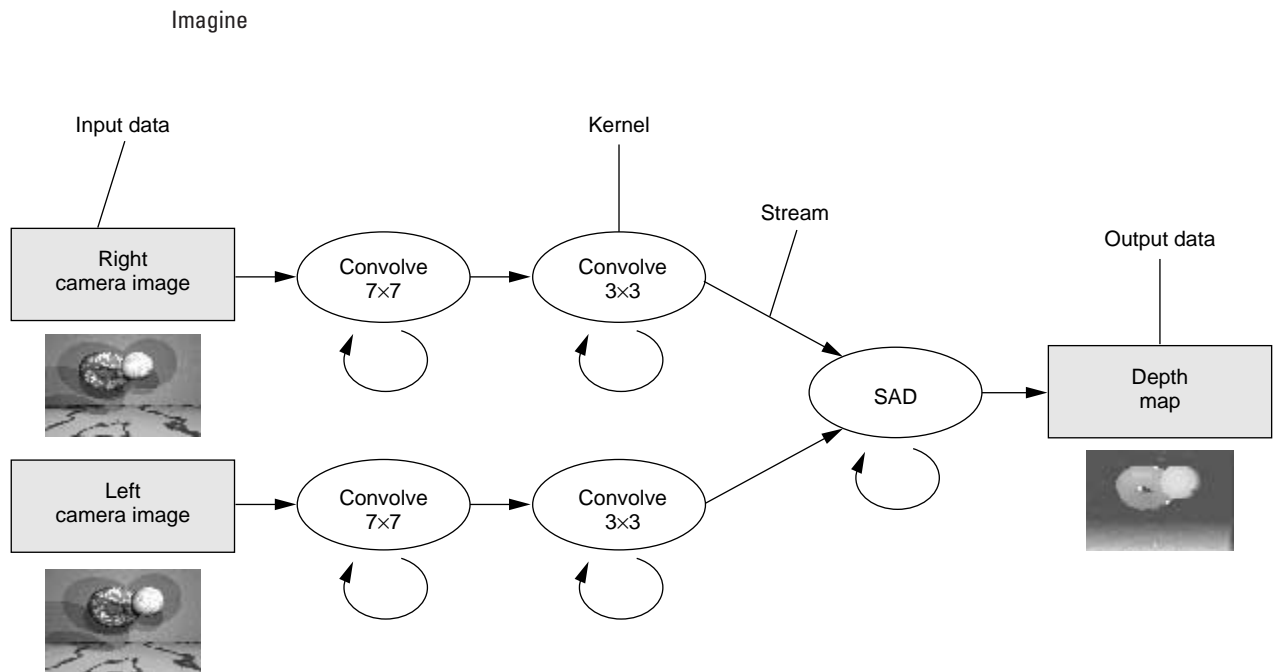 Imagine
Input data
Kernel
Stream
Output data
Right
camera image
Convolve
7×7
Convolve
3×3
SAD
Depth
map
Left
camera image
Convolve
7×7
Convolve
3×3